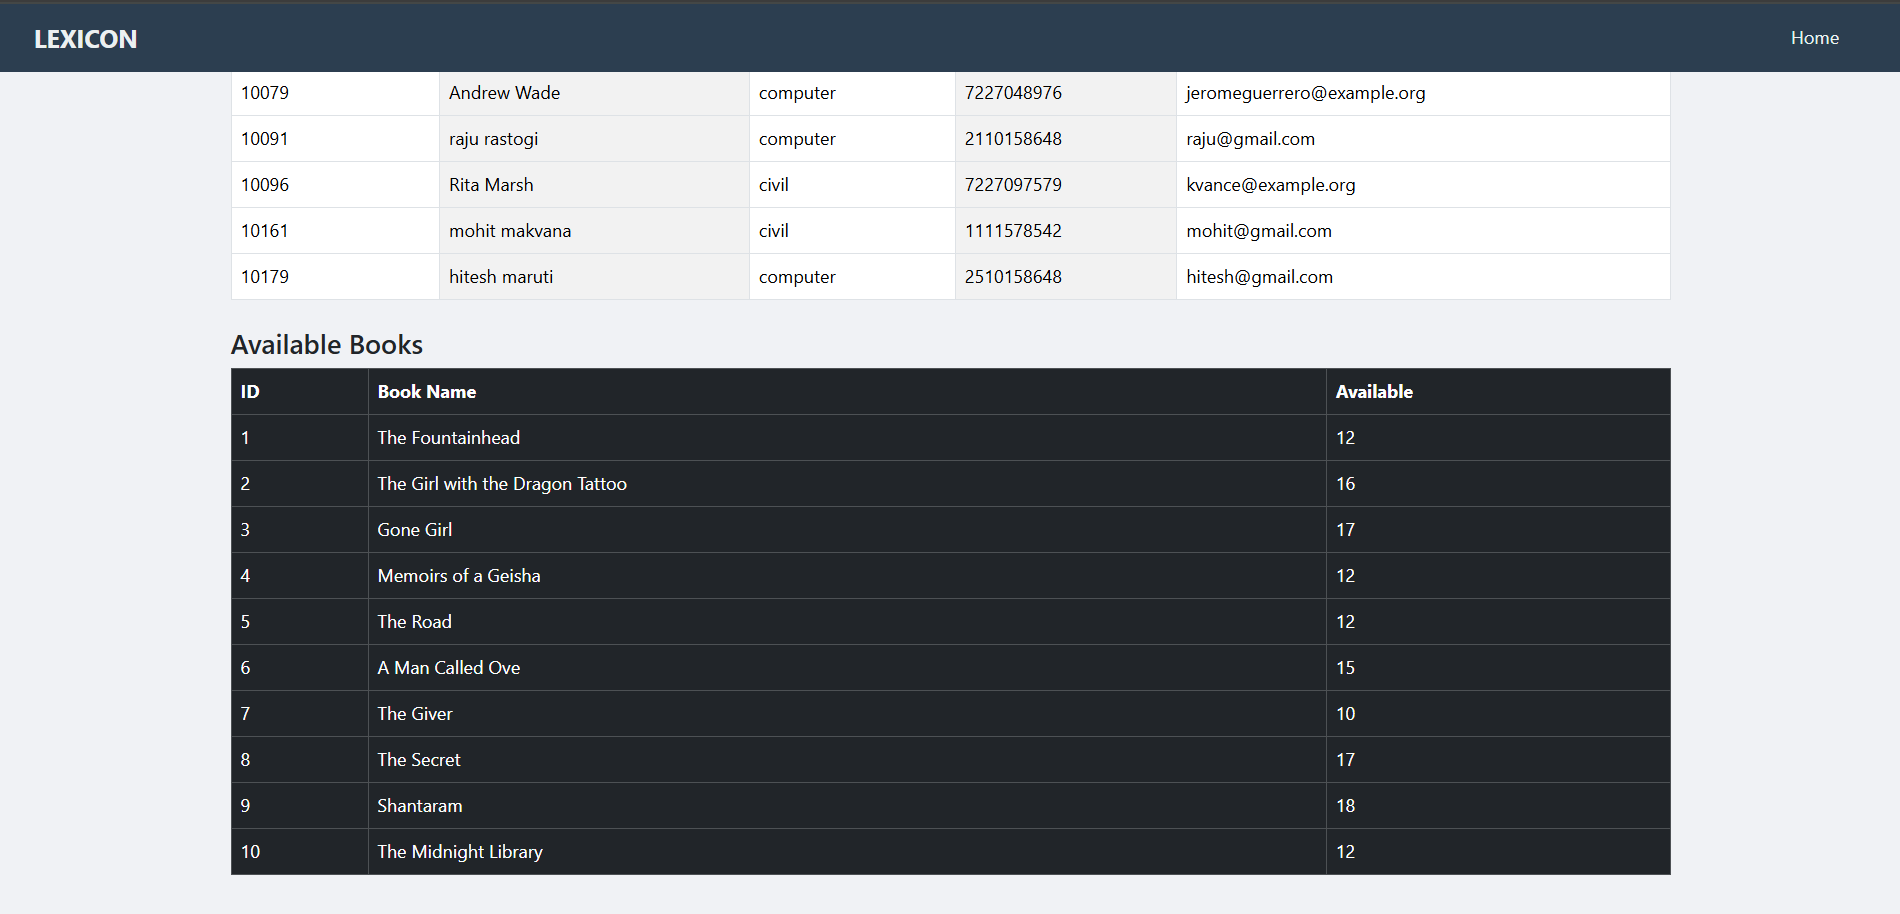 LEXICON Home
10079 Andrew Wade computer 7227048976 jeromeguerrero@example.org
10091 raju rastogi computer 2110158648 raju@gmail.com
10096 Rita Marsh civil 7227097579 kvance@example.org
10161 mohit makvana civil 1111578542 mohit@gmail.com
10179 hitesh maruti computer 2510158648 hitesh@gmail.com
Available Books
ID Book Name Available
1 The Fountainhead 12
2 The Girl with the Dragon Tattoo 16
3 Gone Girl 17
4 Memoirs of a Geisha 12
5 The Road 12
6 A Man Called Ove 15
7 The Giver 10
8 The Secret 17
9 Shantaram 18
10 The Midnight Library 12